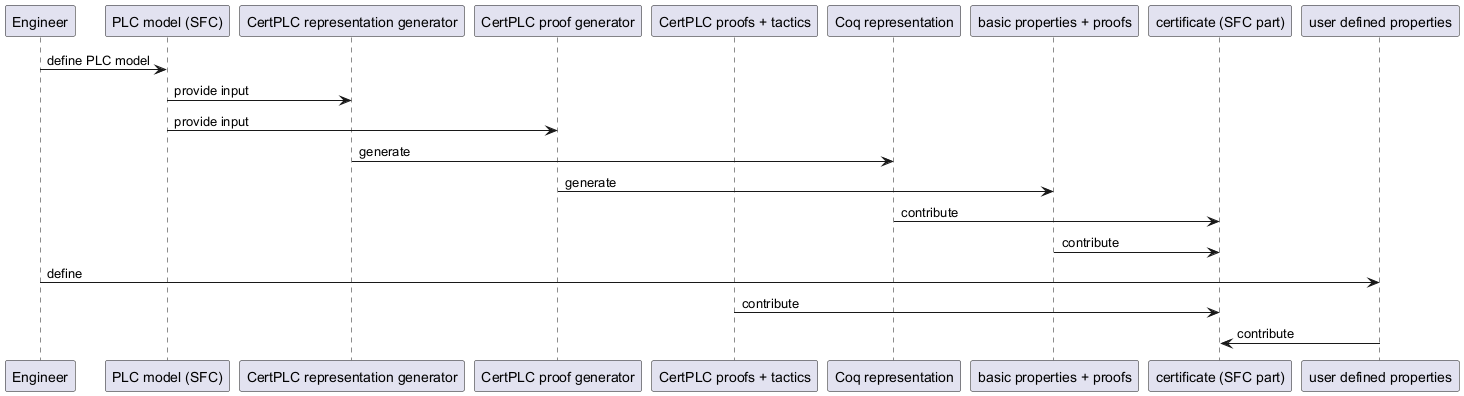 Engineer
PLC model (SFC)
CertPLC representation generator
CertPLC proof generator
CertPLC proofs + tactics
Coq representation
basic properties + proofs
certificate (SFC part)
user defined properties
define PLC model
provide input
provide input
generate
generate
contribute
contribute
define
contribute
contribute
Engineer
PLC model (SFC)
CertPLC representation generator
CertPLC proof generator
CertPLC proofs + tactics
Coq representation
basic properties + proofs
certificate (SFC part)
user defined properties